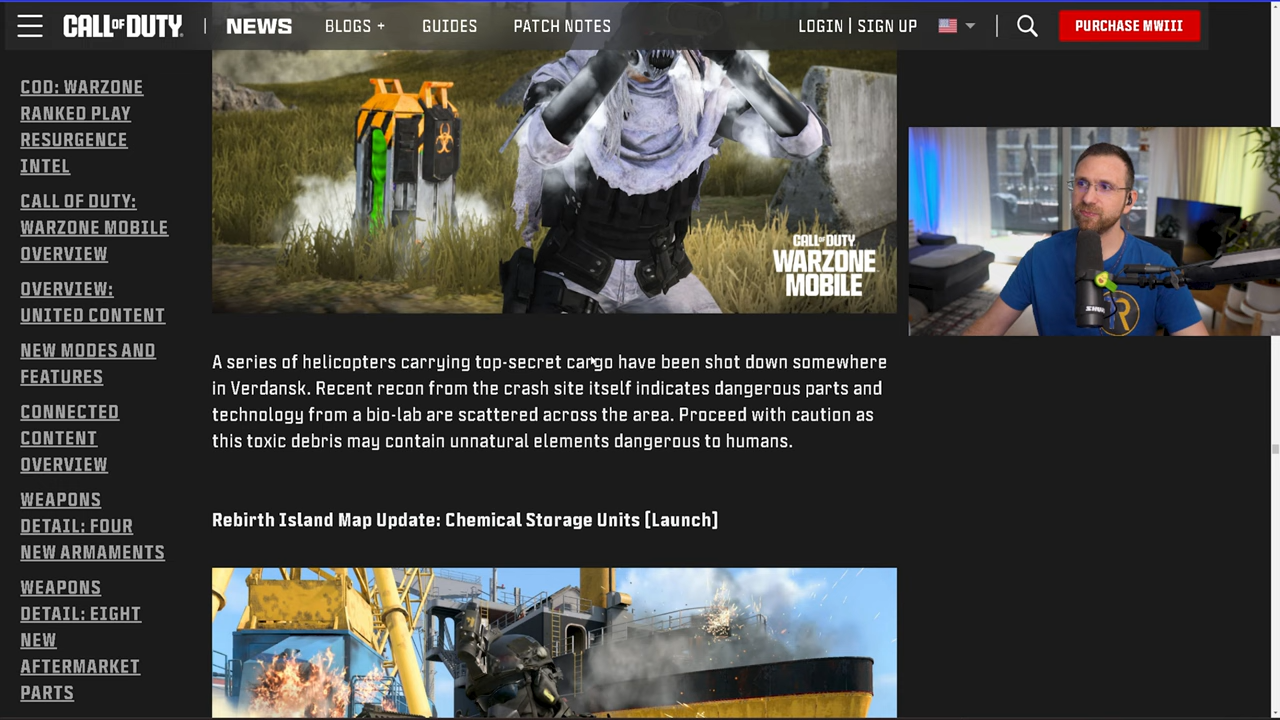 CALL OF DUTY
NEWS
BLOGS +
GUIDES
PATCH NOTES
LOGIN | SIGN UP
PURCHASE MWIII
COD: WARZONE
RANKED PLAY
RESURGENCE
INTEL
CALL OF DUTY:
WARZONE MOBILE
OVERVIEW
OVERVIEW:
UNITED CONTENT
NEW MODES AND
FEATURES
CONNECTED
CONTENT
OVERVIEW
WEAPONS
DETAIL: FOUR
NEW ARMAMENTS
WEAPONS
DETAIL: EIGHT
NEW
AFTERMARKET
PARTS
CALL OF DUTY
WARZONE
MOBILE
A series of helicopters carrying top-secret cargo have been shot down somewhere
in Verdansk. Recent recon from the crash site itself indicates dangerous parts and
technology from a bio-lab are scattered across the area. Proceed with caution as
this toxic debris may contain unnatural elements dangerous to humans.
Rebirth Island Map Update: Chemical Storage Units [Launch]
R